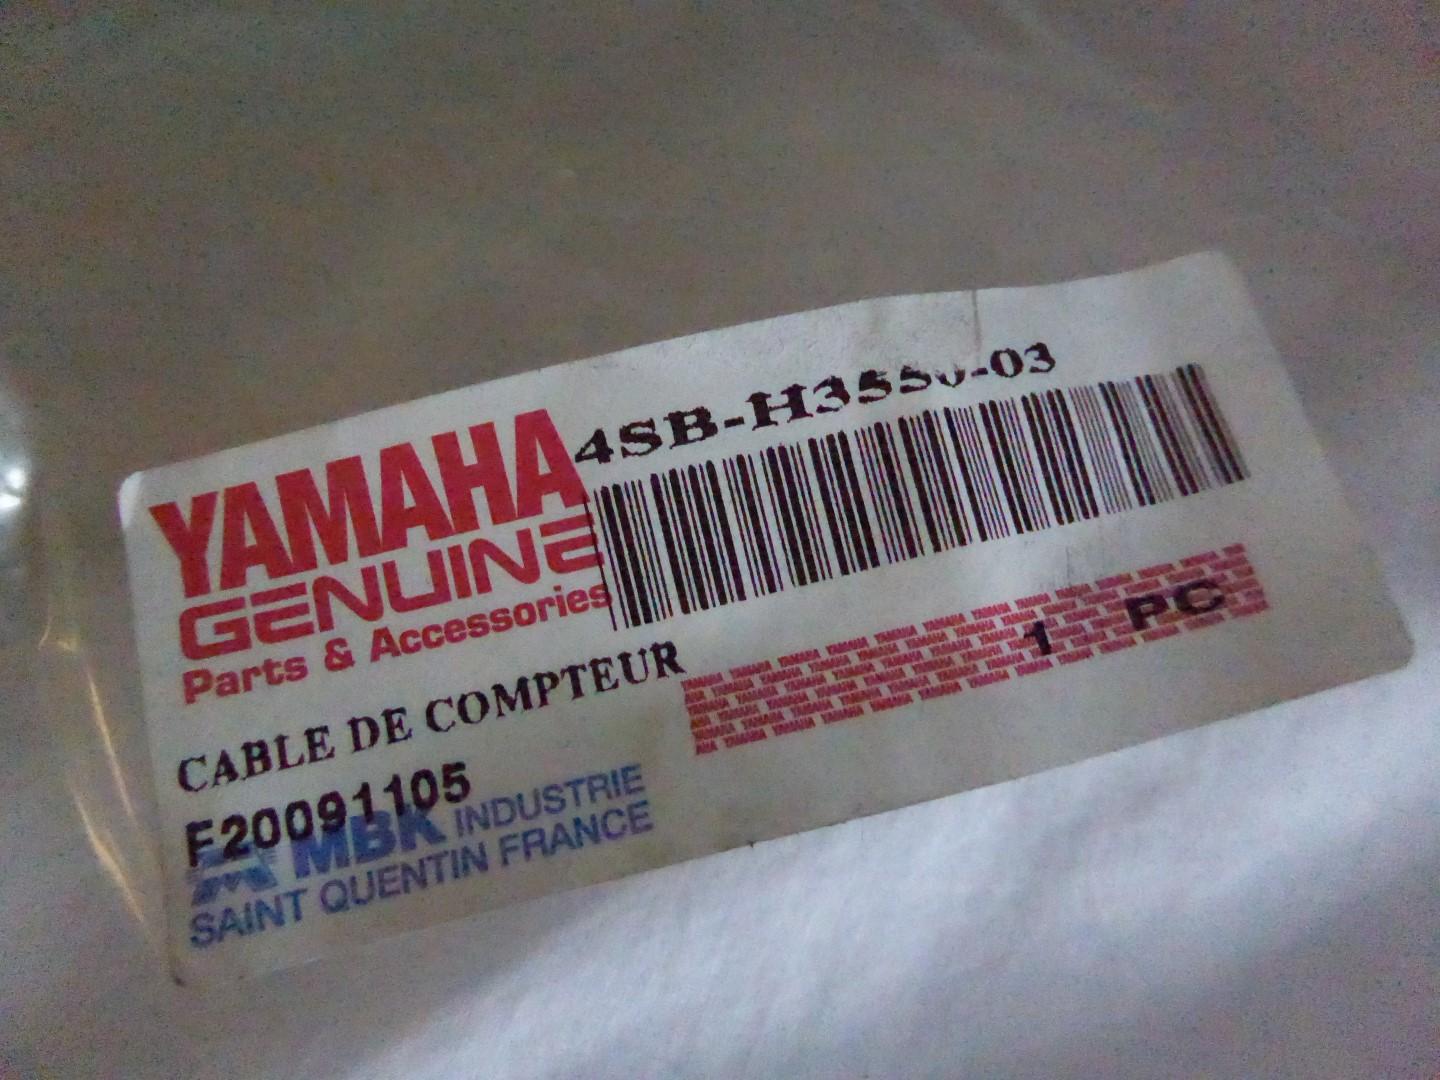 YAMAHA
GENUINE
Parts & Accessories
4SB-H3550-03
CABLE DE COMPTEUR
1 PC
F20091105
MBK INDUSTRIE
SAINT QUENTIN FRANCE